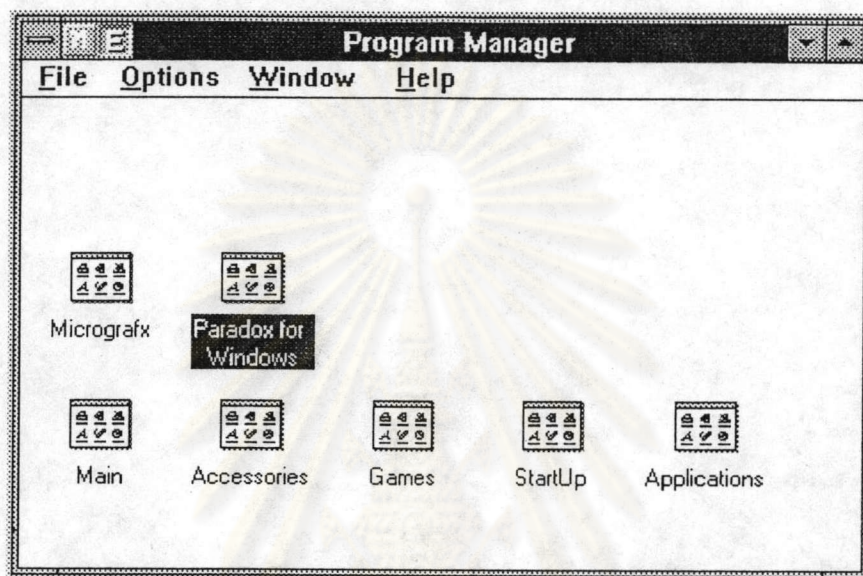 Program Manager
File Options Window Help
Micrografx Paradox for
Windows
Main Accessories Games StartUp Applications